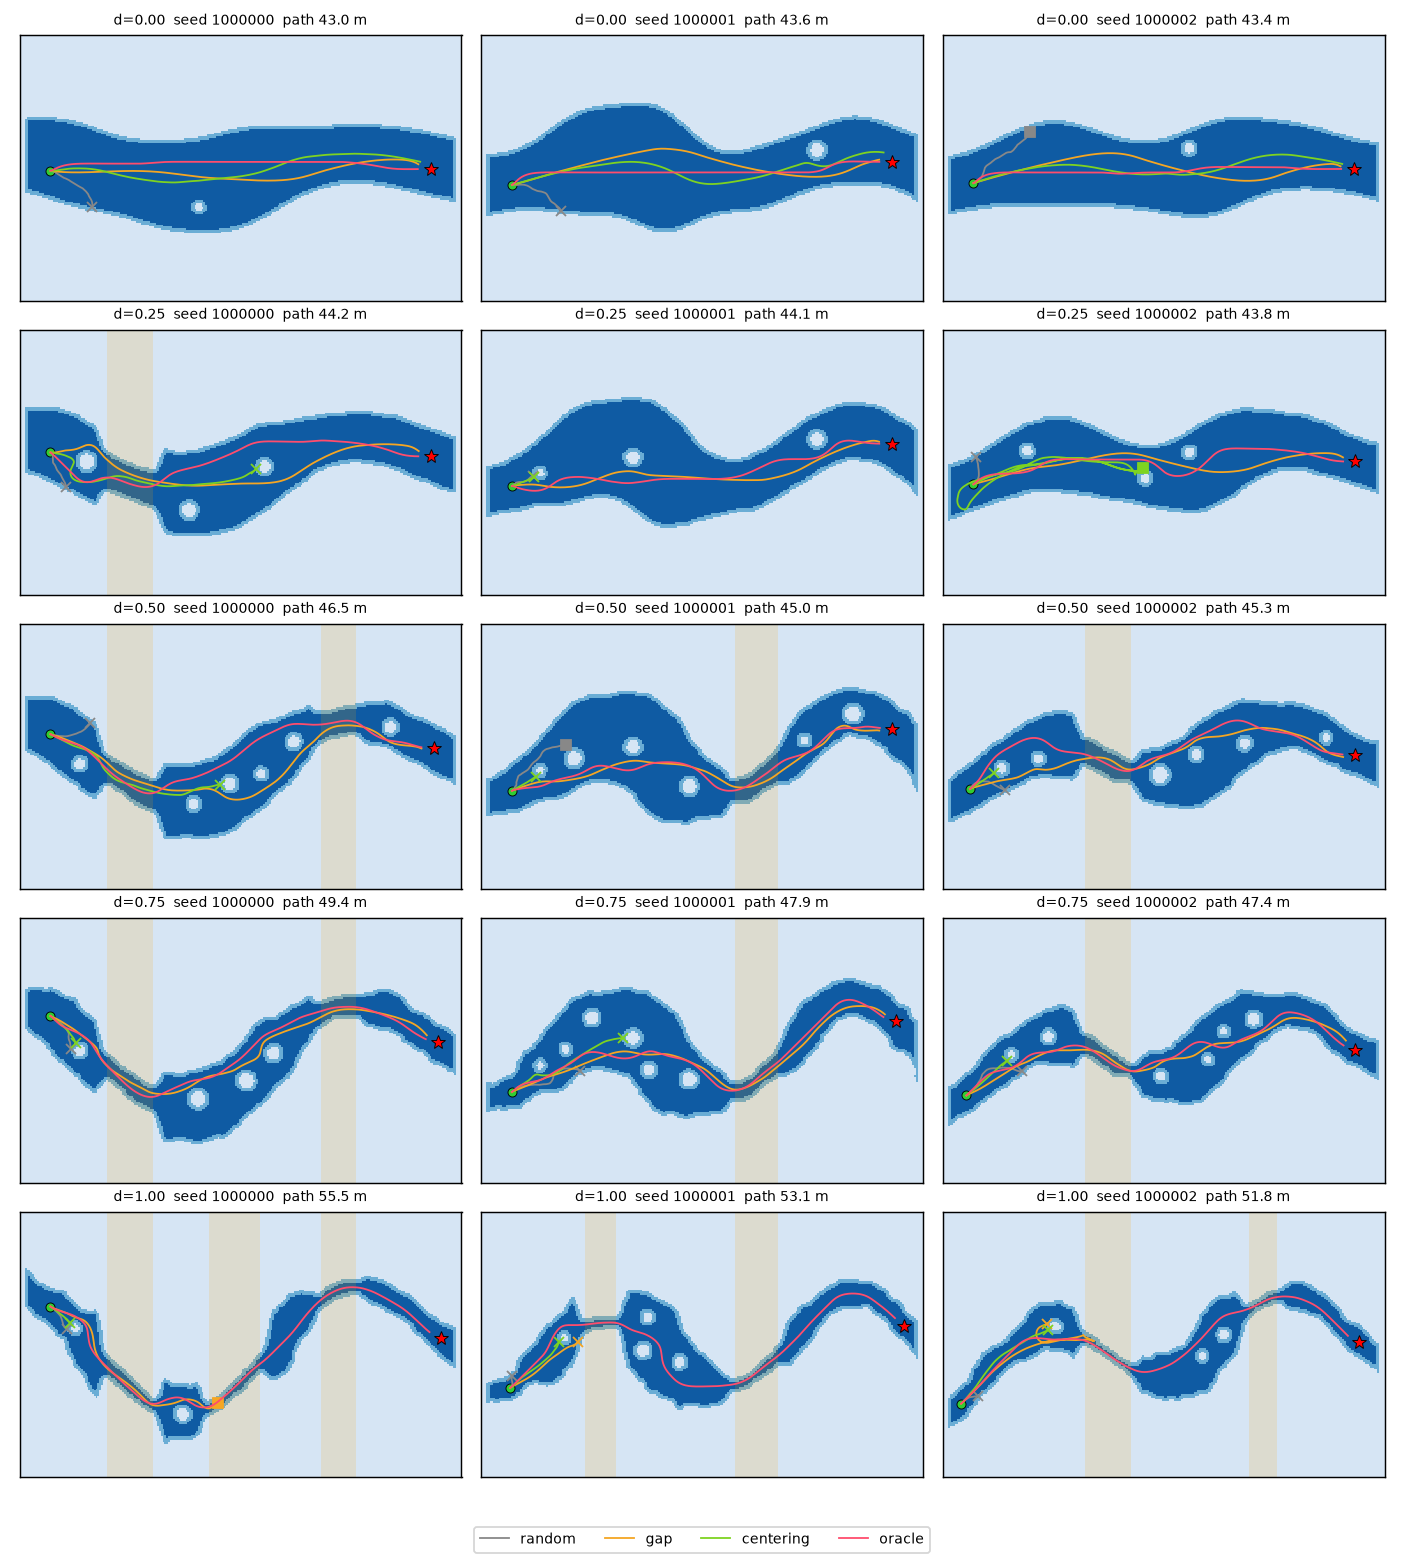 d=0.00 seed 1000000 path 43.0 m
d=0.00 seed 1000001 path 43.6 m
d=0.00 seed 1000002 path 43.4 m
d=0.25 seed 1000000 path 44.2 m
d=0.25 seed 1000001 path 44.1 m
d=0.25 seed 1000002 path 43.8 m
d=0.50 seed 1000000 path 46.5 m
d=0.50 seed 1000001 path 45.0 m
d=0.50 seed 1000002 path 45.3 m
d=0.75 seed 1000000 path 49.4 m
d=0.75 seed 1000001 path 47.9 m
d=0.75 seed 1000002 path 47.4 m
d=1.00 seed 1000000 path 55.5 m
d=1.00 seed 1000001 path 53.1 m
d=1.00 seed 1000002 path 51.8 m
random gap centering oracle